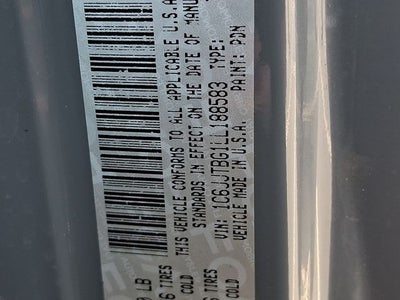 LB
TIRES
COLD
THIS VEHICLE CONFORMS TO ALL APPLICABLE U.S.A
STANDARDS IN EFFECT ON THE DATE OF MANU
VIN: 1C6JJTBG1LL188583 TYPE:
VEHICLE MADE IN U.S.A. PAINT: PDN
TIRES
COLD